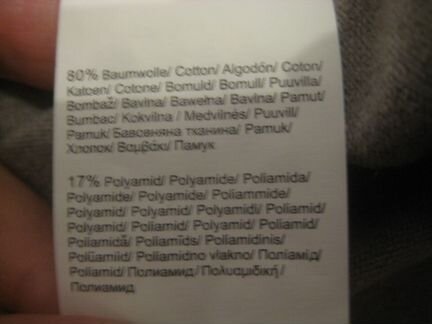 80% Baumwolle/ Cotton/ Algodón/ Coton/
Katoen/ Cotone/ Bomuld/ Bomull/ Puuvilla/
Bombaž/ Bavlna/ Bawełna/ Bavlna/ Pamut/
Bumbac/ Kokvilna / Medvilnės/ Puuvill/
Pamuk/ Бавовняна тканина/ Pamuk/
Хлопок/ Βαμβάκι/ Памук
17% Polyamid/ Polyamide/ Poliamida/
Polyamide/ Polyamide/ Poliammide/
Polyamid/ Polyamid/ Polyamidi/ Poliamid/
Polyamid/ Poliamid/ Polyamid/ Poliamid/
Poliamidă/ Poliamīds/ Poliamidinis/
Polüamiid/ Poliamidno vlakno/ Поліамід/
Poliamid/ Полиамид/ Πολυαμιδική/
Полиамид